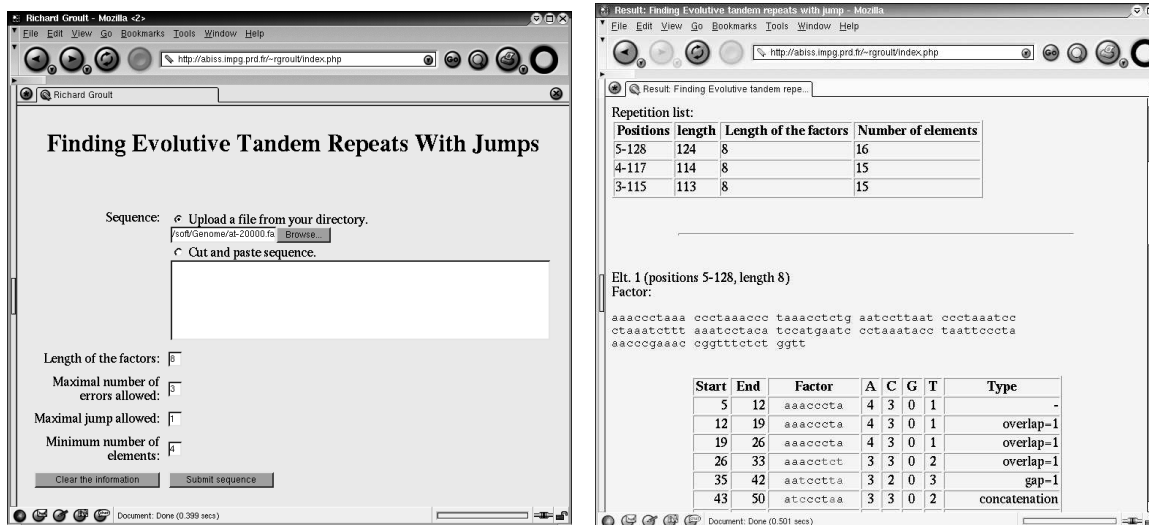 Richard Groult - Mozilla <2>
File Edit View Go Bookmarks Tools Window Help
http://abiss.impg.prd.fr/~rgroult/index.php
Go
Richard Groult
Finding Evolutive Tandem Repeats With Jumps
Sequence: Upload a file from your directory.
/soft/Genome/at-20000.fa Browse...
Cut and paste sequence.
Length of the factors: 8
Maximal number of
errors allowed: 3
Maximal jump allowed: 1
Minimum number of
elements: 4
Clear the information Submit sequence
Document: Done (0.399 secs)
Result: Finding Evolutive tandem repeats with jump - Mozilla
File Edit View Go Bookmarks Tools Window Help
http://abiss.impg.prd.fr/~rgroult/index.php
Go
Result: Finding Evolutive tandem repe...
Repetition list:
Positions length Length of the factors Number of elements
5-128 124 8 16
4-117 114 8 15
3-115 113 8 15
Elt. 1 (positions 5-128, length 8)
Factor:
aaaccctaaa ccctaaaccc taaacctctg aatccttaat ccctaaatcc
ctaaatcttt aaatcctaca tccatgaatc cctaaatacc taattcccta
aacccgaaac cggtttctct ggtt
Start End Factor A C G T Type
5 12 aaacccta 4 3 0 1 -
12 19 aaacccta 4 3 0 1 overlap=1
19 26 aaacccta 4 3 0 1 overlap=1
26 33 aaacctct 3 3 0 2 overlap=1
35 42 aatcctta 3 2 0 3 gap=1
43 50 atccctaa 3 3 0 2 concatenation
Document: Done (0.501 secs)